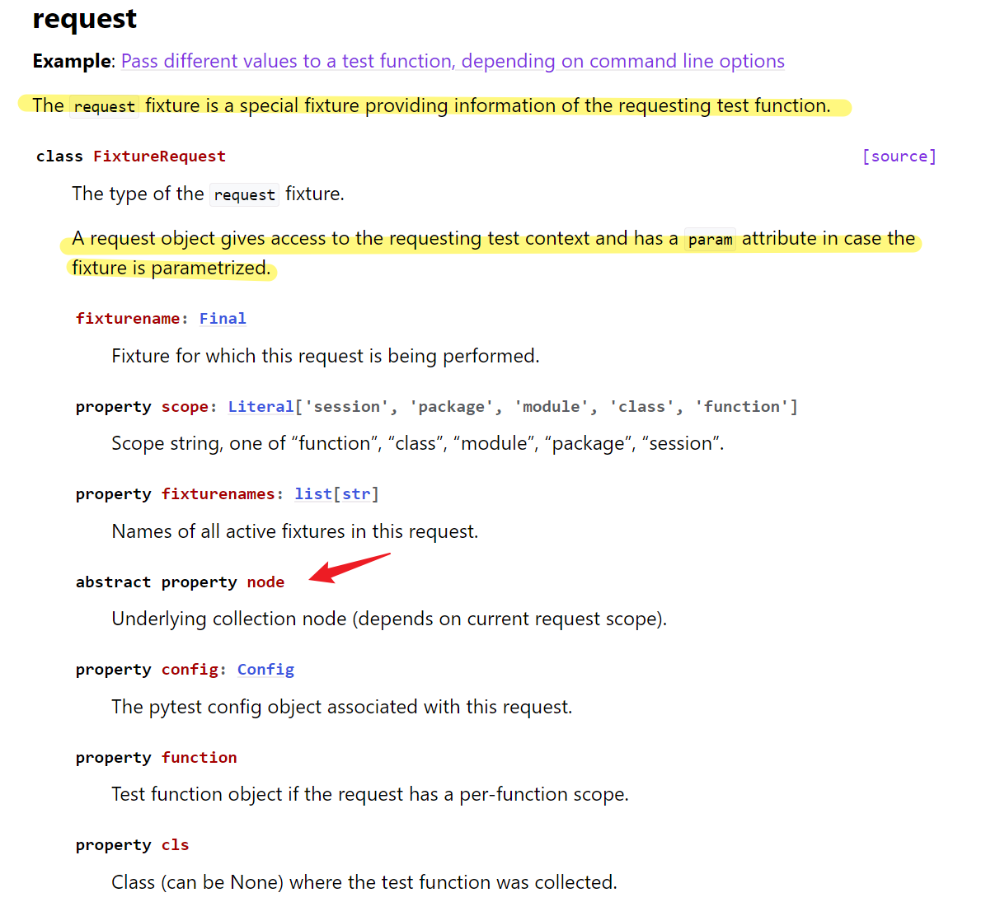 request
Example: Pass different values to a test function, depending on command line options
The request fixture is a special fixture providing information of the requesting test function.
class FixtureRequest [source]
The type of the request fixture.
A request object gives access to the requesting test context and has a param attribute in case the
fixture is parametrized.
fixturename: Final
Fixture for which this request is being performed.
property scope: Literal['session', 'package', 'module', 'class', 'function']
Scope string, one of “function”, “class”, “module”, “package”, “session”.
property fixturenames: list[str]
Names of all active fixtures in this request.
abstract property node
Underlying collection node (depends on current request scope).
property config: Config
The pytest config object associated with this request.
property function
Test function object if the request has a per-function scope.
property cls
Class (can be None) where the test function was collected.